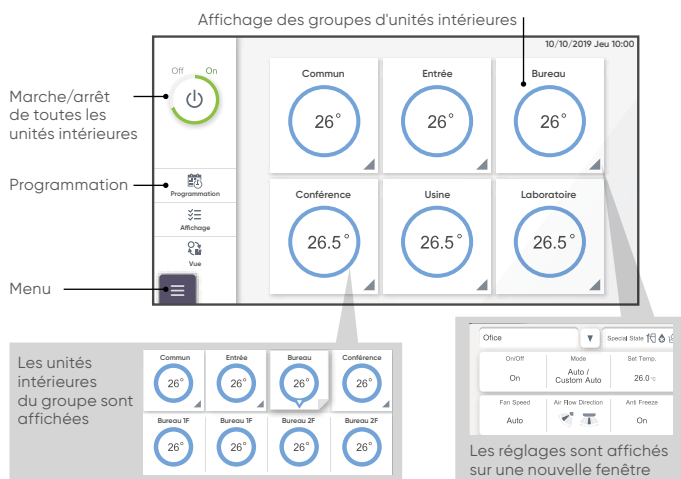 Affichage des groupes d'unités intérieures
10/10/2019 Jeu 10:00
Off On
Marche/arrêt
de toutes les
unités intérieures
Programmation
Menu
Programmation
Affichage
Vue
Commun Entrée Bureau
26° 26° 26°
Conférence Usine Laboratoire
26.5° 26.5° 26.5°
Les unités
intérieures
du groupe sont
affichées
Commun Entrée Bureau Conférence
26° 26° 26° 26°
Bureau 1F Bureau 1F Bureau 2F Bureau 2F
26° 26° 26° 26°
Ofice Special State
On/Off Mode Set Temp.
On Auto / Custom Auto 26.0 °C
Fan Speed Air Flow Direction Anti Freeze
Auto On
Les réglages sont affichés
sur une nouvelle fenêtre